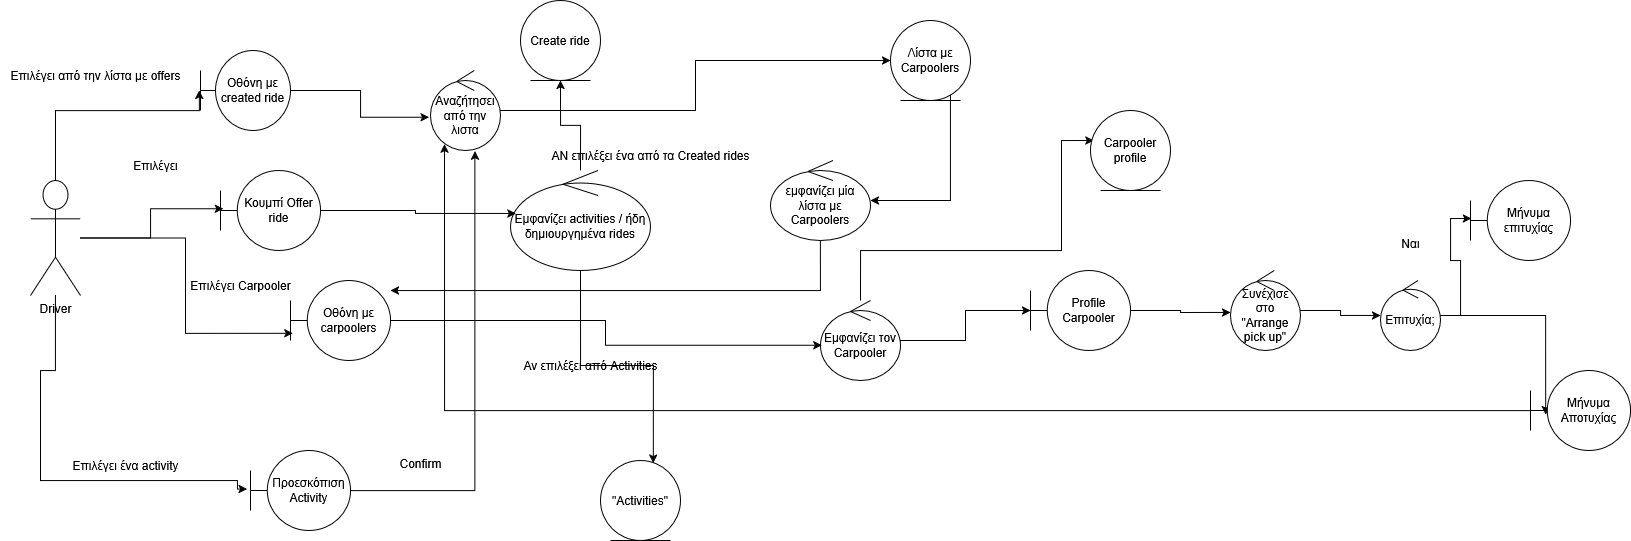 Create ride
Λίστα με
Carpoolers
Επιλέγει από την λίστα με offers
Οθόνη με
created ride
Αναζήτησει
από την
λιστα
Carpooler
profile
ΑΝ επιλέξει ένα από τα Created rides
Επιλέγει
Κουμπί Offer
ride
Εμφανίζει activities / ήδη
δημιουργημένα rides
εμφανίζει μία
λίστα με
Carpoolers
Μήνυμα
επιτυχίας
Ναι
Driver
Επιλέγει Carpooler
Οθόνη με
carpoolers
Εμφανίζει τον
Carpooler
Profile
Carpooler
Συνέχισε
στο
"Arrange
pick up"
Επιτυχία;
Αν επιλέξει από Activities
Μήνυμα
Αποτυχίας
Επιλέγει ένα activity
Προεσκόπιση
Activity
Confirm
"Activities"